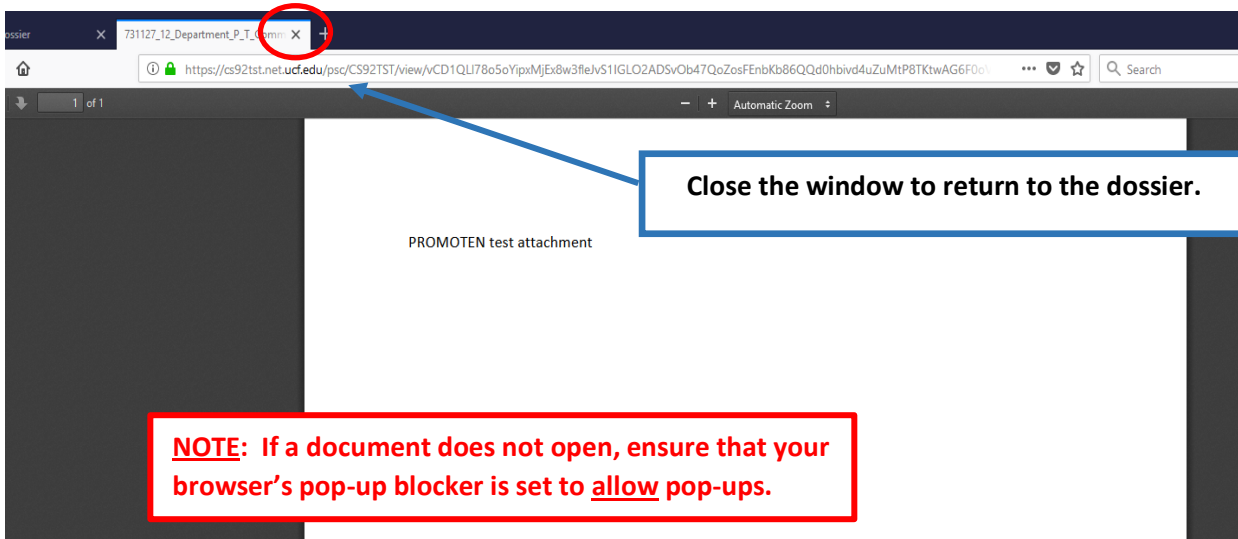 ossier X 731127_12_Department_P_T_Comm X +
https://cs92tst.net.ucf.edu/psc/CS92TST/view/ ... Search
1 of 1 − + Automatic Zoom
Close the window to return to the dossier.
PROMOTEN test attachment
NOTE: If a document does not open, ensure that your
browser's pop-up blocker is set to allow pop-ups.